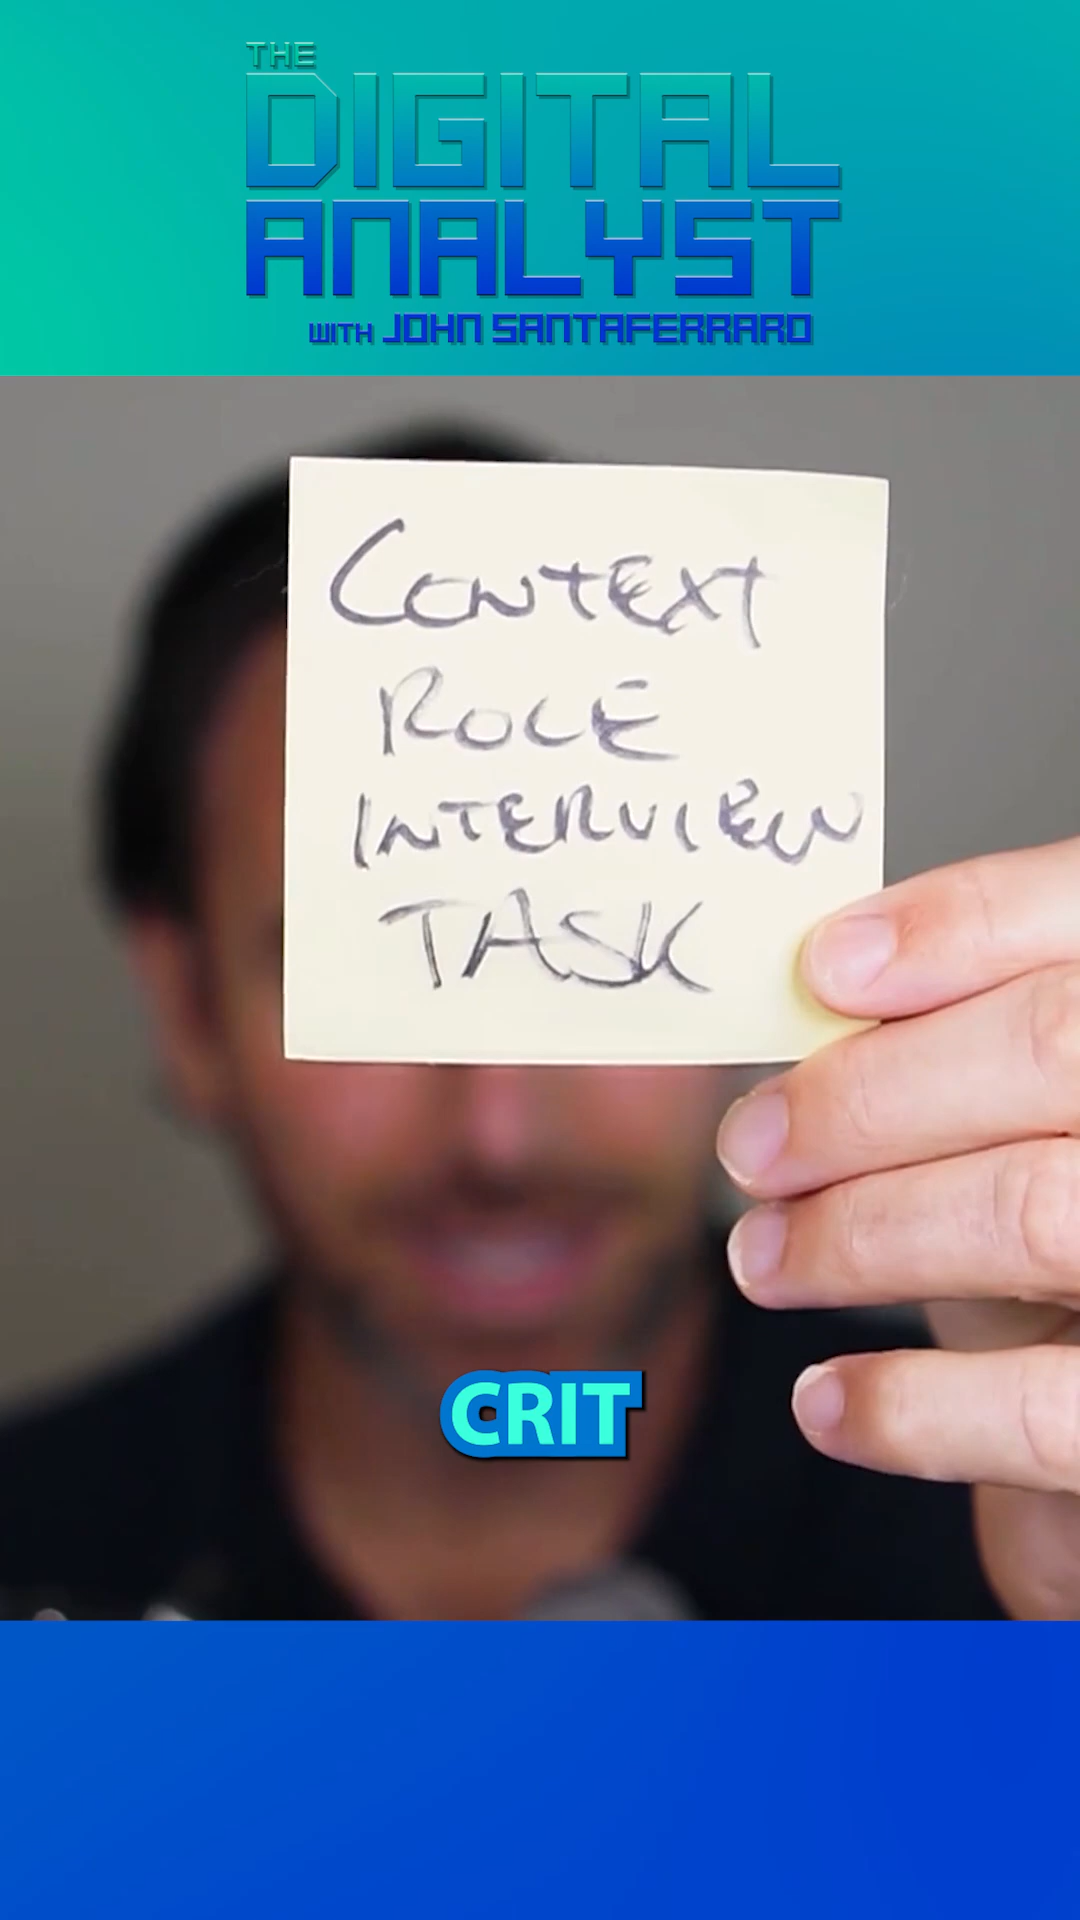 THE
DIGITAL
ANALYST
WITH JOHN SANTAFERRARO
CONTEXT
ROLE
INTERVIEW
TASK
CRIT